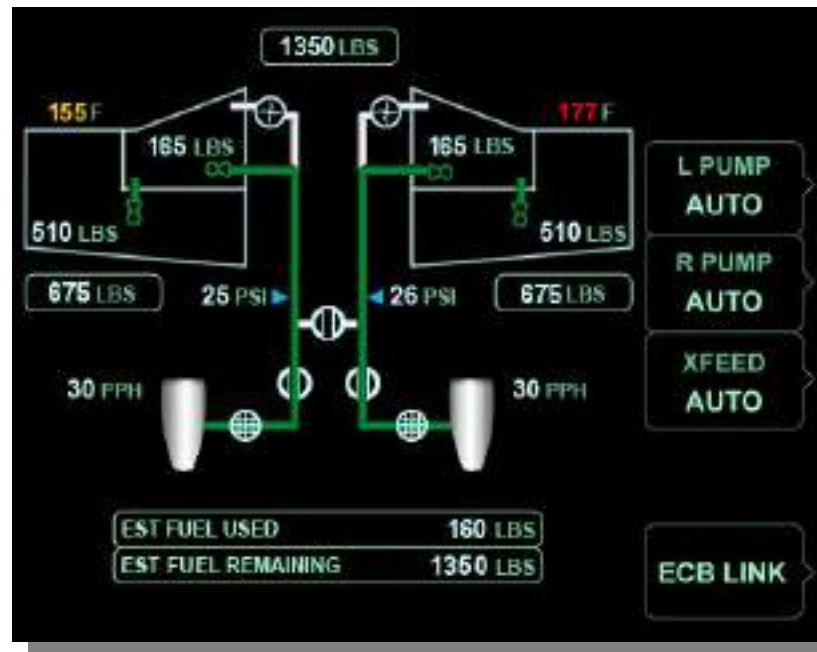 1350 LBS
155 F
177 F
165 LBS
165 LBS
L PUMP
AUTO
510 LBS
510 LBS
R PUMP
AUTO
675 LBS
25 PSI
26 PSI
675 LBS
XFEED
AUTO
30 PPH
30 PPH
EST FUEL USED 160 LBS
EST FUEL REMAINING 1350 LBS
ECB LINK